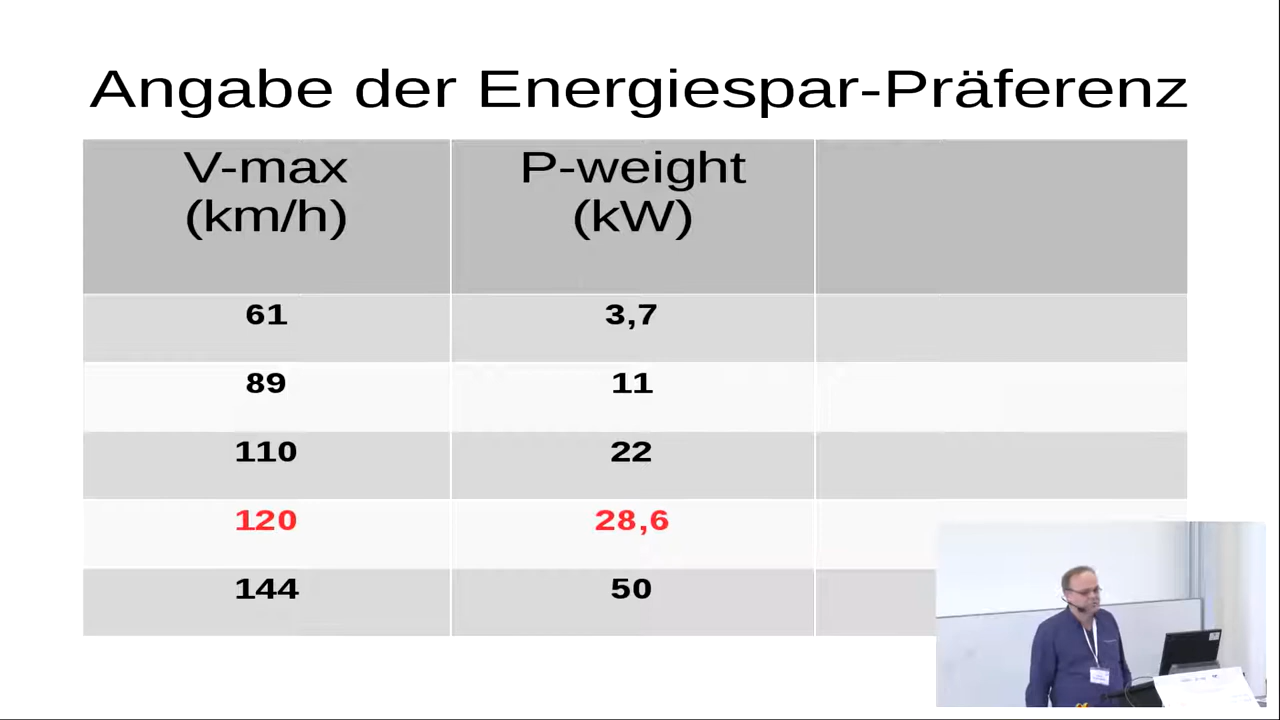 Angabe der Energiespar-Präferenz
V-max (km/h)
P-weight (kW)
61 3,7
89 11
110 22
120 28,6
144 50